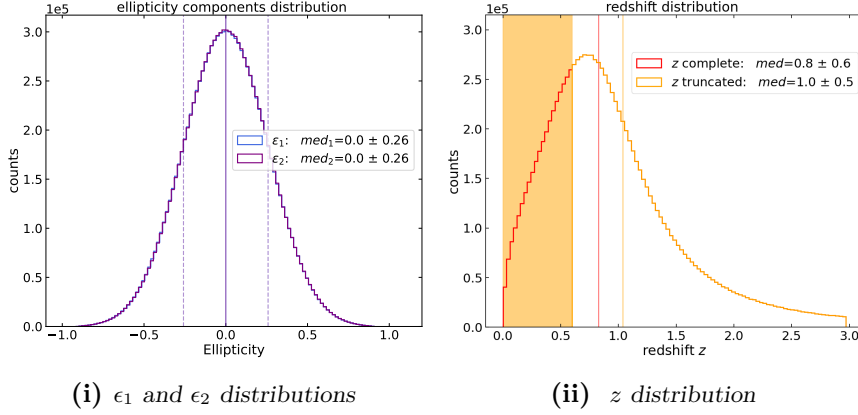 ellipticity components distribution
1e5
3.0
2.5
2.0
1.5
1.0
0.5
0.0
counts
ε₁: med₁=0.0 ± 0.26
ε₂: med₂=0.0 ± 0.26
−1.0 −0.5 0.0 0.5 1.0
Ellipticity
(i) ϵ₁ and ϵ₂ distributions
redshift distribution
1e5
3.0
2.5
2.0
1.5
1.0
0.5
0.0
counts
z complete: med=0.8 ± 0.6
z truncated: med=1.0 ± 0.5
0.0 0.5 1.0 1.5 2.0 2.5 3.0
redshift z
(ii) z distribution